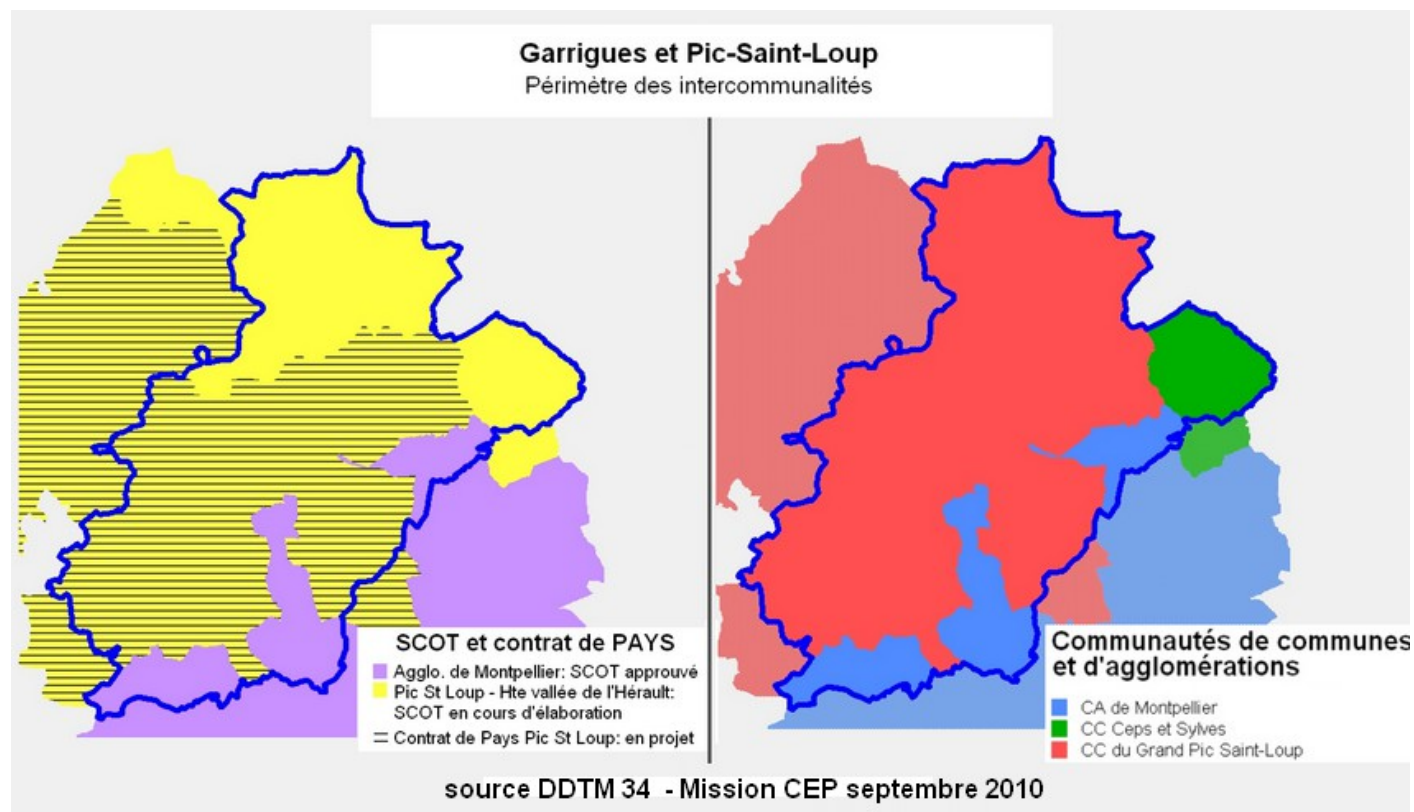 Garrigues et Pic-Saint-Loup
Périmètre des intercommunalités
SCOT et contrat de PAYS
Agglo. de Montpellier: SCOT approuvé
Pic St Loup - Hte vallée de l'Hérault:
SCOT en cours d'élaboration
Contrat de Pays Pic St Loup: en projet
Communautés de communes
et d'agglomérations
CA de Montpellier
CC Ceps et Sylves
CC du Grand Pic Saint-Loup
source DDTM 34 - Mission CEP septembre 2010